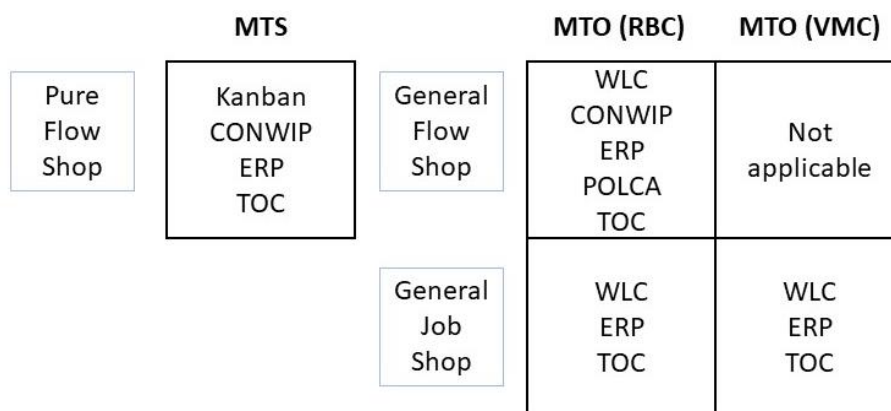 MTS
MTO (RBC)
MTO (VMC)
Pure
Flow
Shop
Kanban
CONWIP
ERP
TOC
General
Flow
Shop
WLC
CONWIP
ERP
POLCA
TOC
Not
applicable
General
Job
Shop
WLC
ERP
TOC
WLC
ERP
TOC